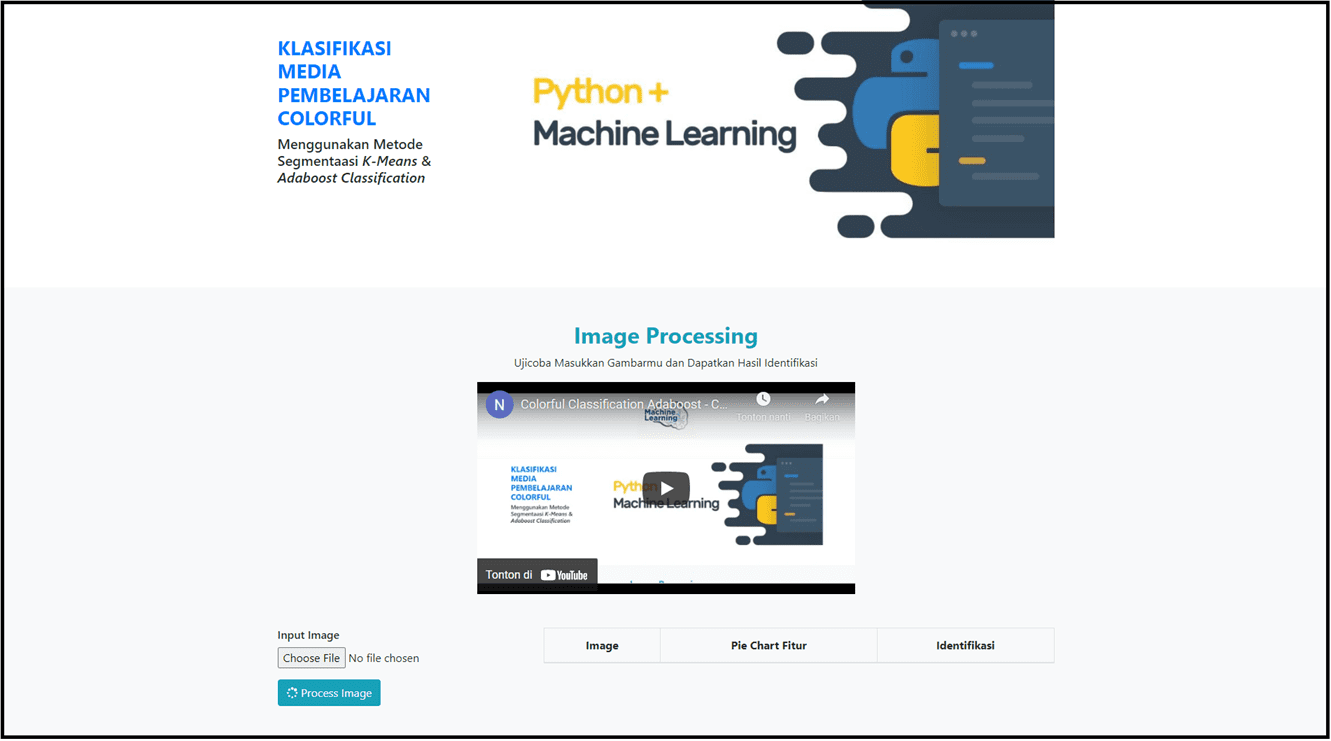 KLASIFIKASI
MEDIA
PEMBELAJARAN
COLORFUL
Menggunakan Metode
Segmentaasi K-Means &
Adaboost Classification
Python +
Machine Learning
Image Processing
Ujicoba Masukkan Gambarmu dan Dapatkan Hasil Identifikasi
N
Colorful Classification Adaboost - C...
Tonton nanti
Bagikan
Machine
Learning
KLASIFIKASI
MEDIA
PEMBELAJARAN
COLORFUL
Menggunakan Metode
Segmentaasi K-Means &
Adaboost Classification
Python
Machine Learning
Tonton di YouTube
Input Image
Choose File No file chosen
Process Image
Image Pie Chart Fitur Identifikasi